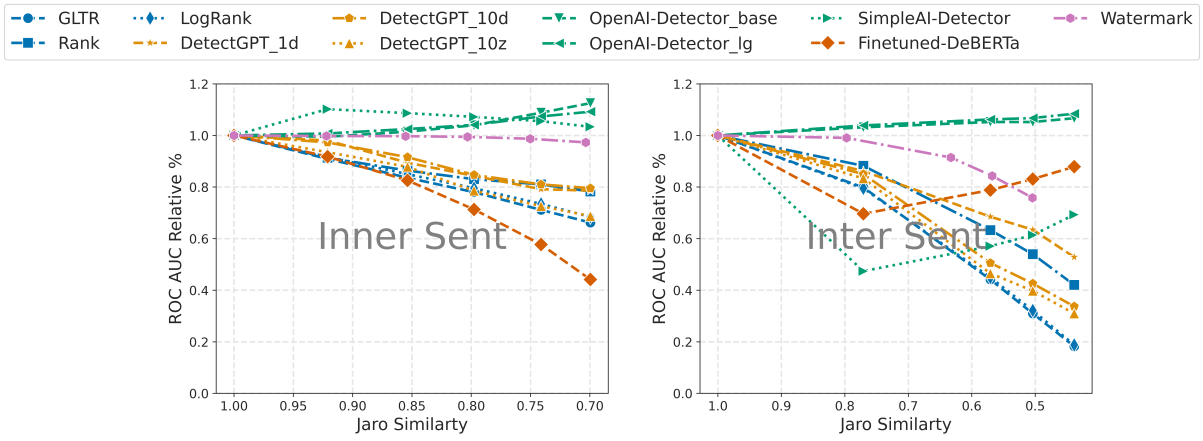 GLTR LogRank DetectGPT_10d OpenAI-Detector_base SimpleAI-Detector Watermark
Rank DetectGPT_1d DetectGPT_10z OpenAI-Detector_lg Finetuned-DeBERTa
ROC AUC Relative %
1.2
1.0
0.8
0.6
0.4
0.2
0.0
Inner Sent
1.00 0.95 0.90 0.85 0.80 0.75 0.70
Jaro Similarty
ROC AUC Relative %
1.2
1.0
0.8
0.6
0.4
0.2
0.0
Inter Sent
1.0 0.9 0.8 0.7 0.6 0.5
Jaro Similarty